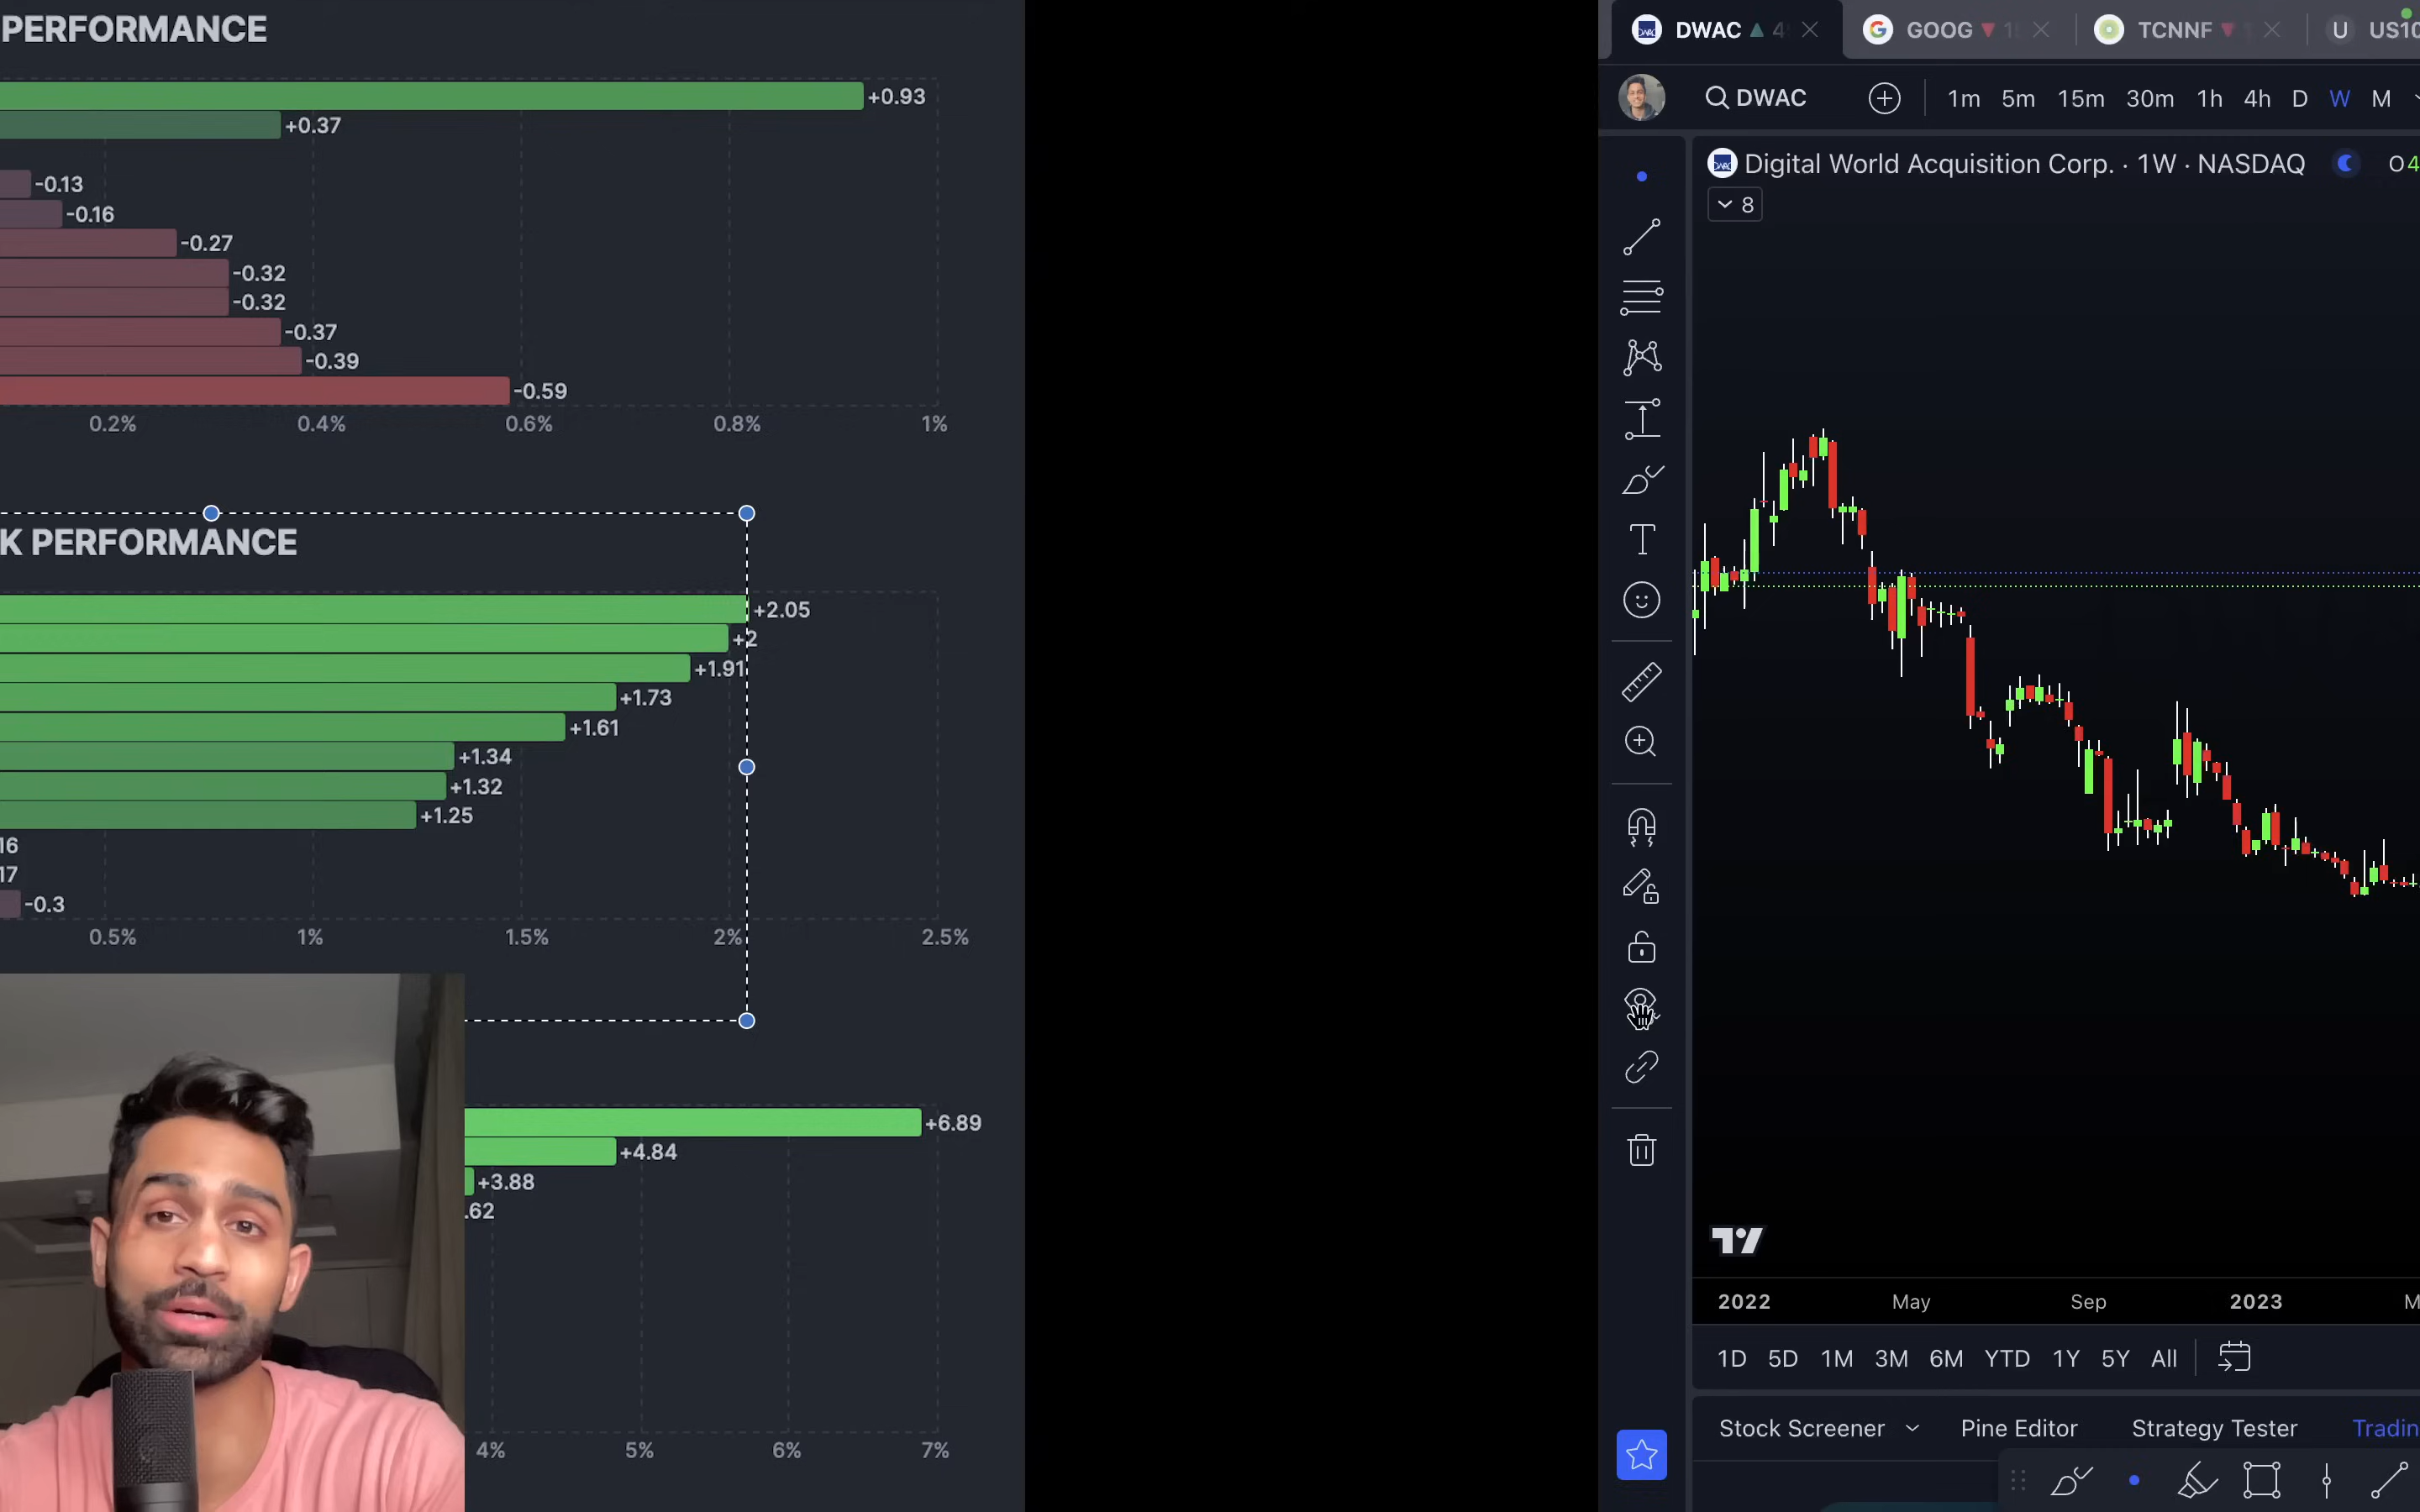 PERFORMANCE
+0.93
+0.37
-0.13
-0.16
-0.27
-0.32
-0.32
-0.37
-0.39
-0.59
0.2% 0.4% 0.6% 0.8% 1%
K PERFORMANCE
+2.05
+2
+1.91
+1.73
+1.61
+1.34
+1.32
+1.25
16
17
-0.3
0.5% 1% 1.5% 2% 2.5%
+6.89
+4.84
+3.88
.62
4% 5% 6% 7%
DWAC GOOG TCNNF U US10
DWAC 1m 5m 15m 30m 1h 4h D W M
Digital World Acquisition Corp. · 1W · NASDAQ O4
8
2022 May Sep 2023 M
1D 5D 1M 3M 6M YTD 1Y 5Y All
Stock Screener Pine Editor Strategy Tester Tradin